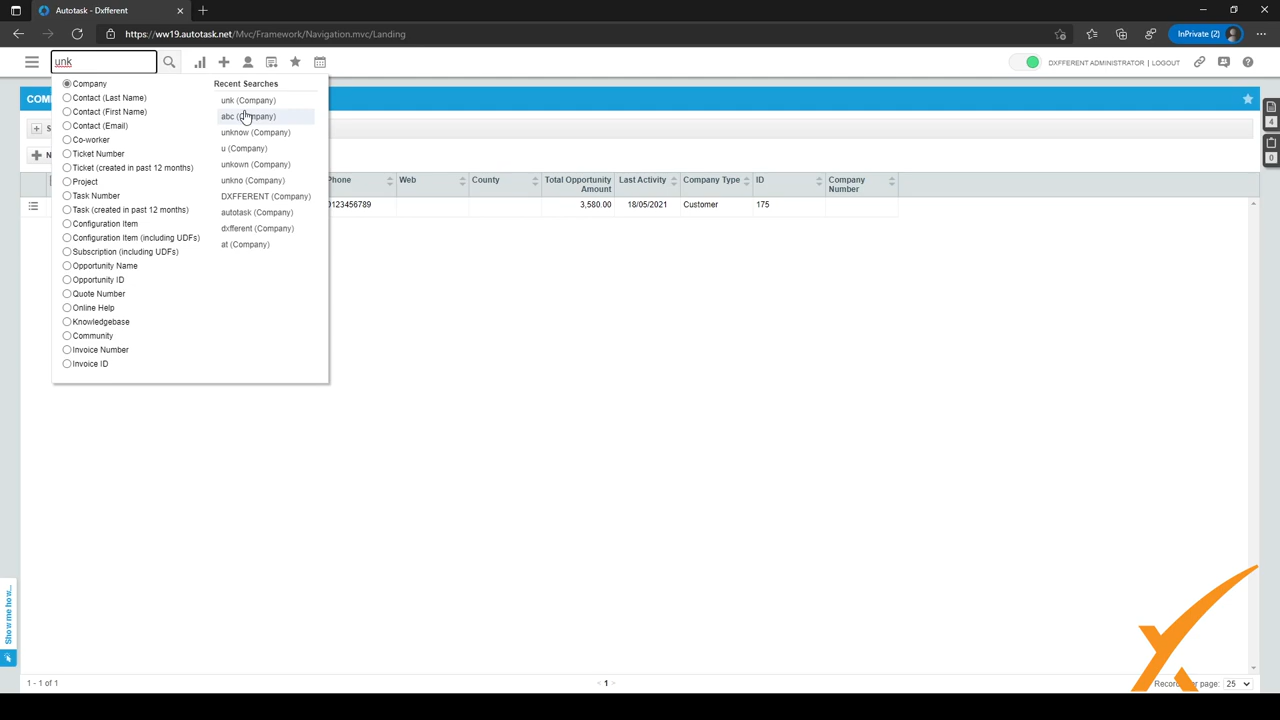 Autotask - Dxfferent
https://ww19.autotask.net/Mvc/Framework/Navigation.mvc/Landing
InPrivate (2)
unk
DXFFERENT ADMINISTRATOR | LOGOUT
Company
Contact (Last Name)
Contact (First Name)
Contact (Email)
Co-worker
Ticket Number
Ticket (created in past 12 months)
Project
Task Number
Task (created in past 12 months)
Configuration Item
Configuration Item (including UDFs)
Subscription (including UDFs)
Opportunity Name
Opportunity ID
Quote Number
Online Help
Knowledgebase
Community
Invoice Number
Invoice ID
Recent Searches
unk (Company)
abc (Company)
unknow (Company)
u (Company)
unkown (Company)
unkno (Company)
DXFFERENT (Company)
autotask (Company)
dxfferent (Company)
at (Company)
COM
S
N
4
0
Phone Web County Total Opportunity Amount Last Activity Company Type ID Company Number
0123456789 3,580.00 18/05/2021 Customer 175
Show me how...
1 - 1 of 1
< 1 >
page: 25